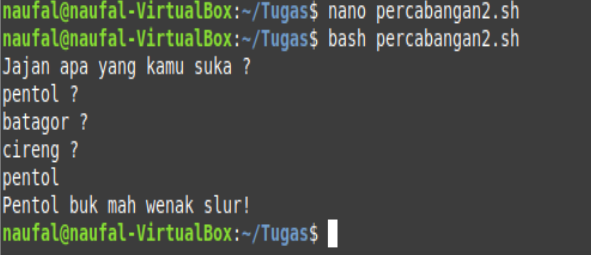 naufal@naufal-VirtualBox:~/Tugas$ nano percabangan2.sh
naufal@naufal-VirtualBox:~/Tugas$ bash percabangan2.sh
Jajan apa yang kamu suka ?
pentol ?
batagor ?
cireng ?
pentol
Pentol buk mah wenak slur!
naufal@naufal-VirtualBox:~/Tugas$